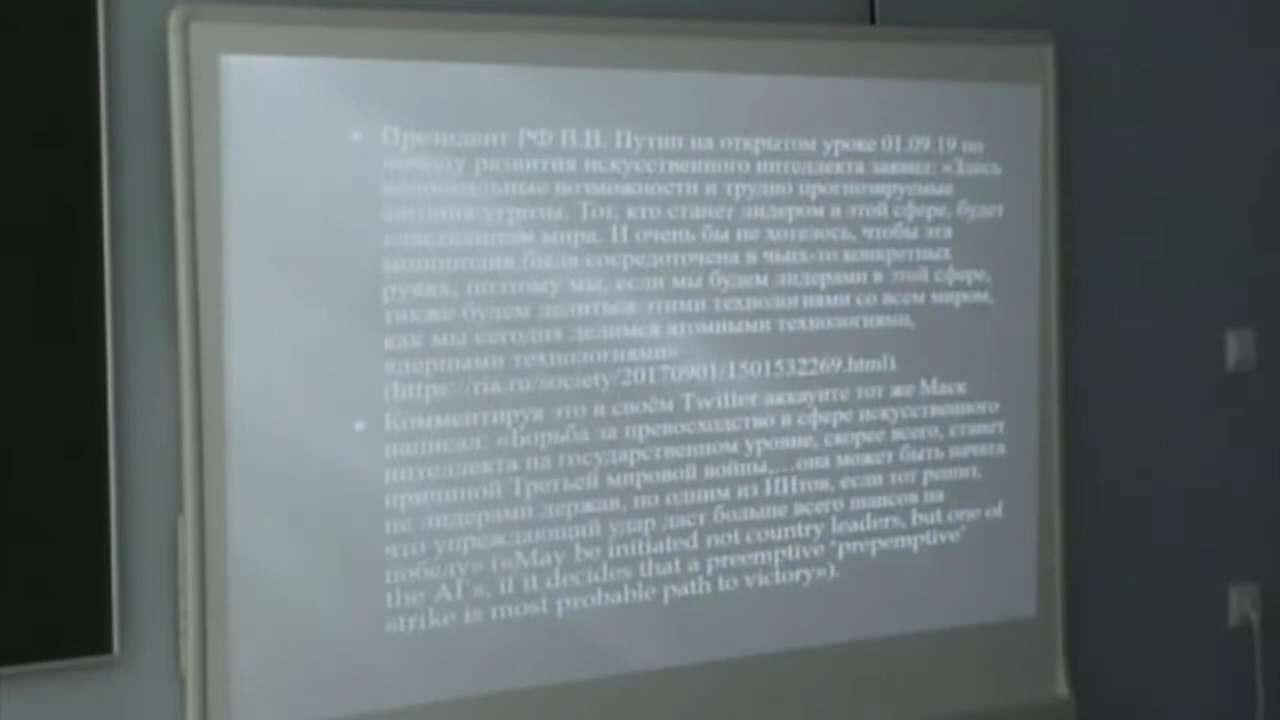 • Президент РФ В.В. Путин на открытом уроке 01.09.19 по
поводу развития искусственного интеллекта заявил: «Здесь
колоссальные возможности и трудно прогнозируемые
угрозы. Тот, кто станет лидером в этой сфере, будет
властелином мира. И очень бы не хотелось, чтобы эта
монополия была сосредоточена в чьих-то конкретных
руках, поэтому мы, если мы будем лидерами в этой сфере,
также будем делиться этими технологиями со всем миром,
как мы сегодня делимся атомными технологиями,
ядерными технологиями»
(https://ria.ru/society/20170901/1501532269.html).
• Комментируя это в своём Twitter аккаунте тот же Маск
написал: «Борьба за превосходство в сфере искусственного
интеллекта на государственном уровне, скорее всего, станет
причиной Третьей мировой войны,…она может быть начата
не лидерами держав, но одним из ИИтов, если тот решит,
что упреждающий удар даст больше всего шансов на
победу» («May be initiated not country leaders, but one of
the AI's, if it decides that a preemptive 'prepemptive'
strike is most probable path to victory»).